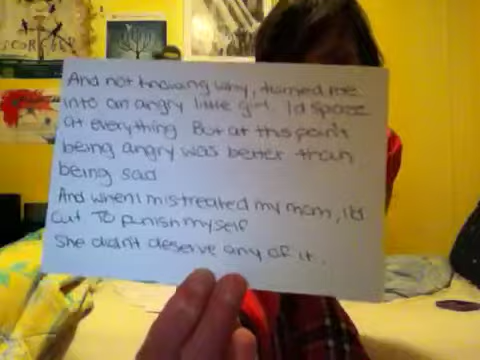 SCORCHER
And not knowing why, turned me
into an angry little girl. I'd spazz
at everything. But at this point
being angry was better than
being sad
And when I mistreated my mom, I'd
cut To punish myself
She didn't deserve any of it.